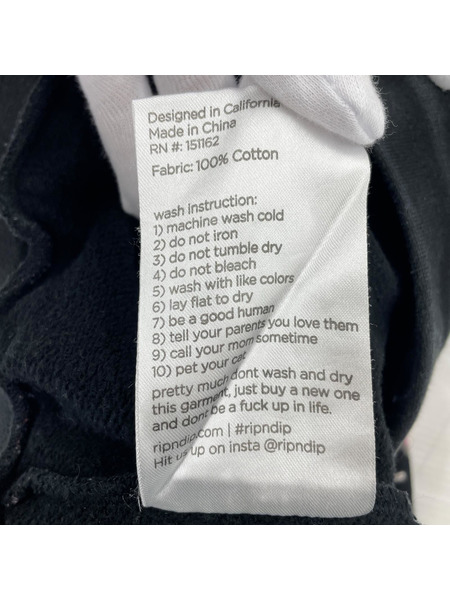 Designed in California
Made in China
RN #: 151162
Fabric: 100% Cotton
wash instruction:
1) machine wash cold
2) do not iron
3) do not tumble dry
4) do not bleach
5) wash with like colors
6) lay flat to dry
7) be a good human
8) tell your parents you love them
9) call your mom sometime
10) pet your cat
pretty much dont wash and dry
this garment, just buy a new one
and dont be a fuck up in life.
ripndip.com | #ripndip
Hit us up on insta @ripndip